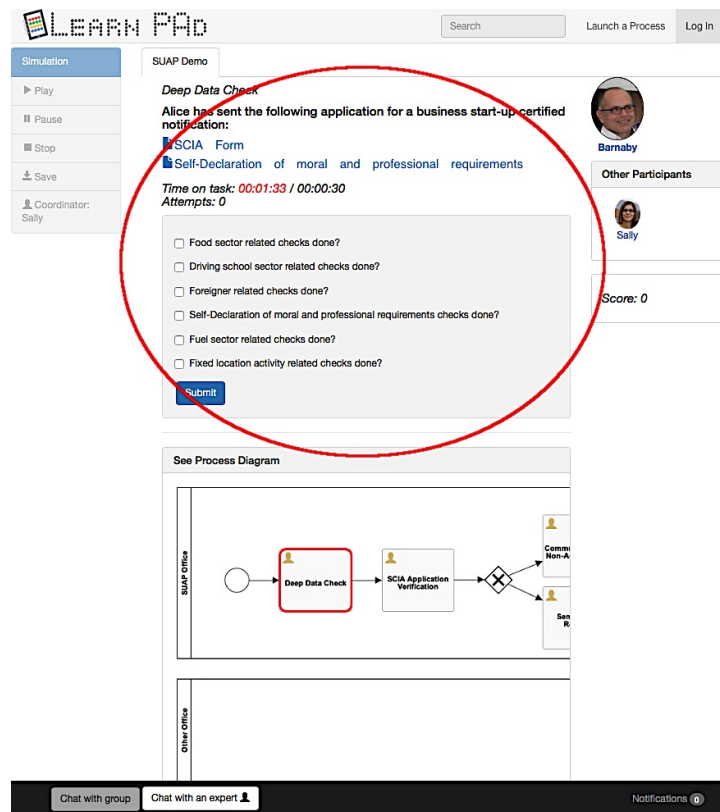 LEARN PAD
Search
Launch a Process
Log In
Simulation
Play
Pause
Stop
Save
Coordinator:
Sally
SUAP Demo
Deep Data Check
Alice has sent the following application for a business start-up certified
notification:
SCIA Form
Self-Declaration of moral and professional requirements
Time on task: 00:01:33 / 00:00:30
Attempts: 0
Food sector related checks done?
Driving school sector related checks done?
Foreigner related checks done?
Self-Declaration of moral and professional requirements checks done?
Fuel sector related checks done?
Fixed location activity related checks done?
Submit
Barnaby
Other Participants
Sally
Score: 0
See Process Diagram
SUAP Office
Deep Data Check
SCIA Application
Verification
Comm
Non-A
Sen
R
Other Office
Chat with group
Chat with an expert
Notifications 0